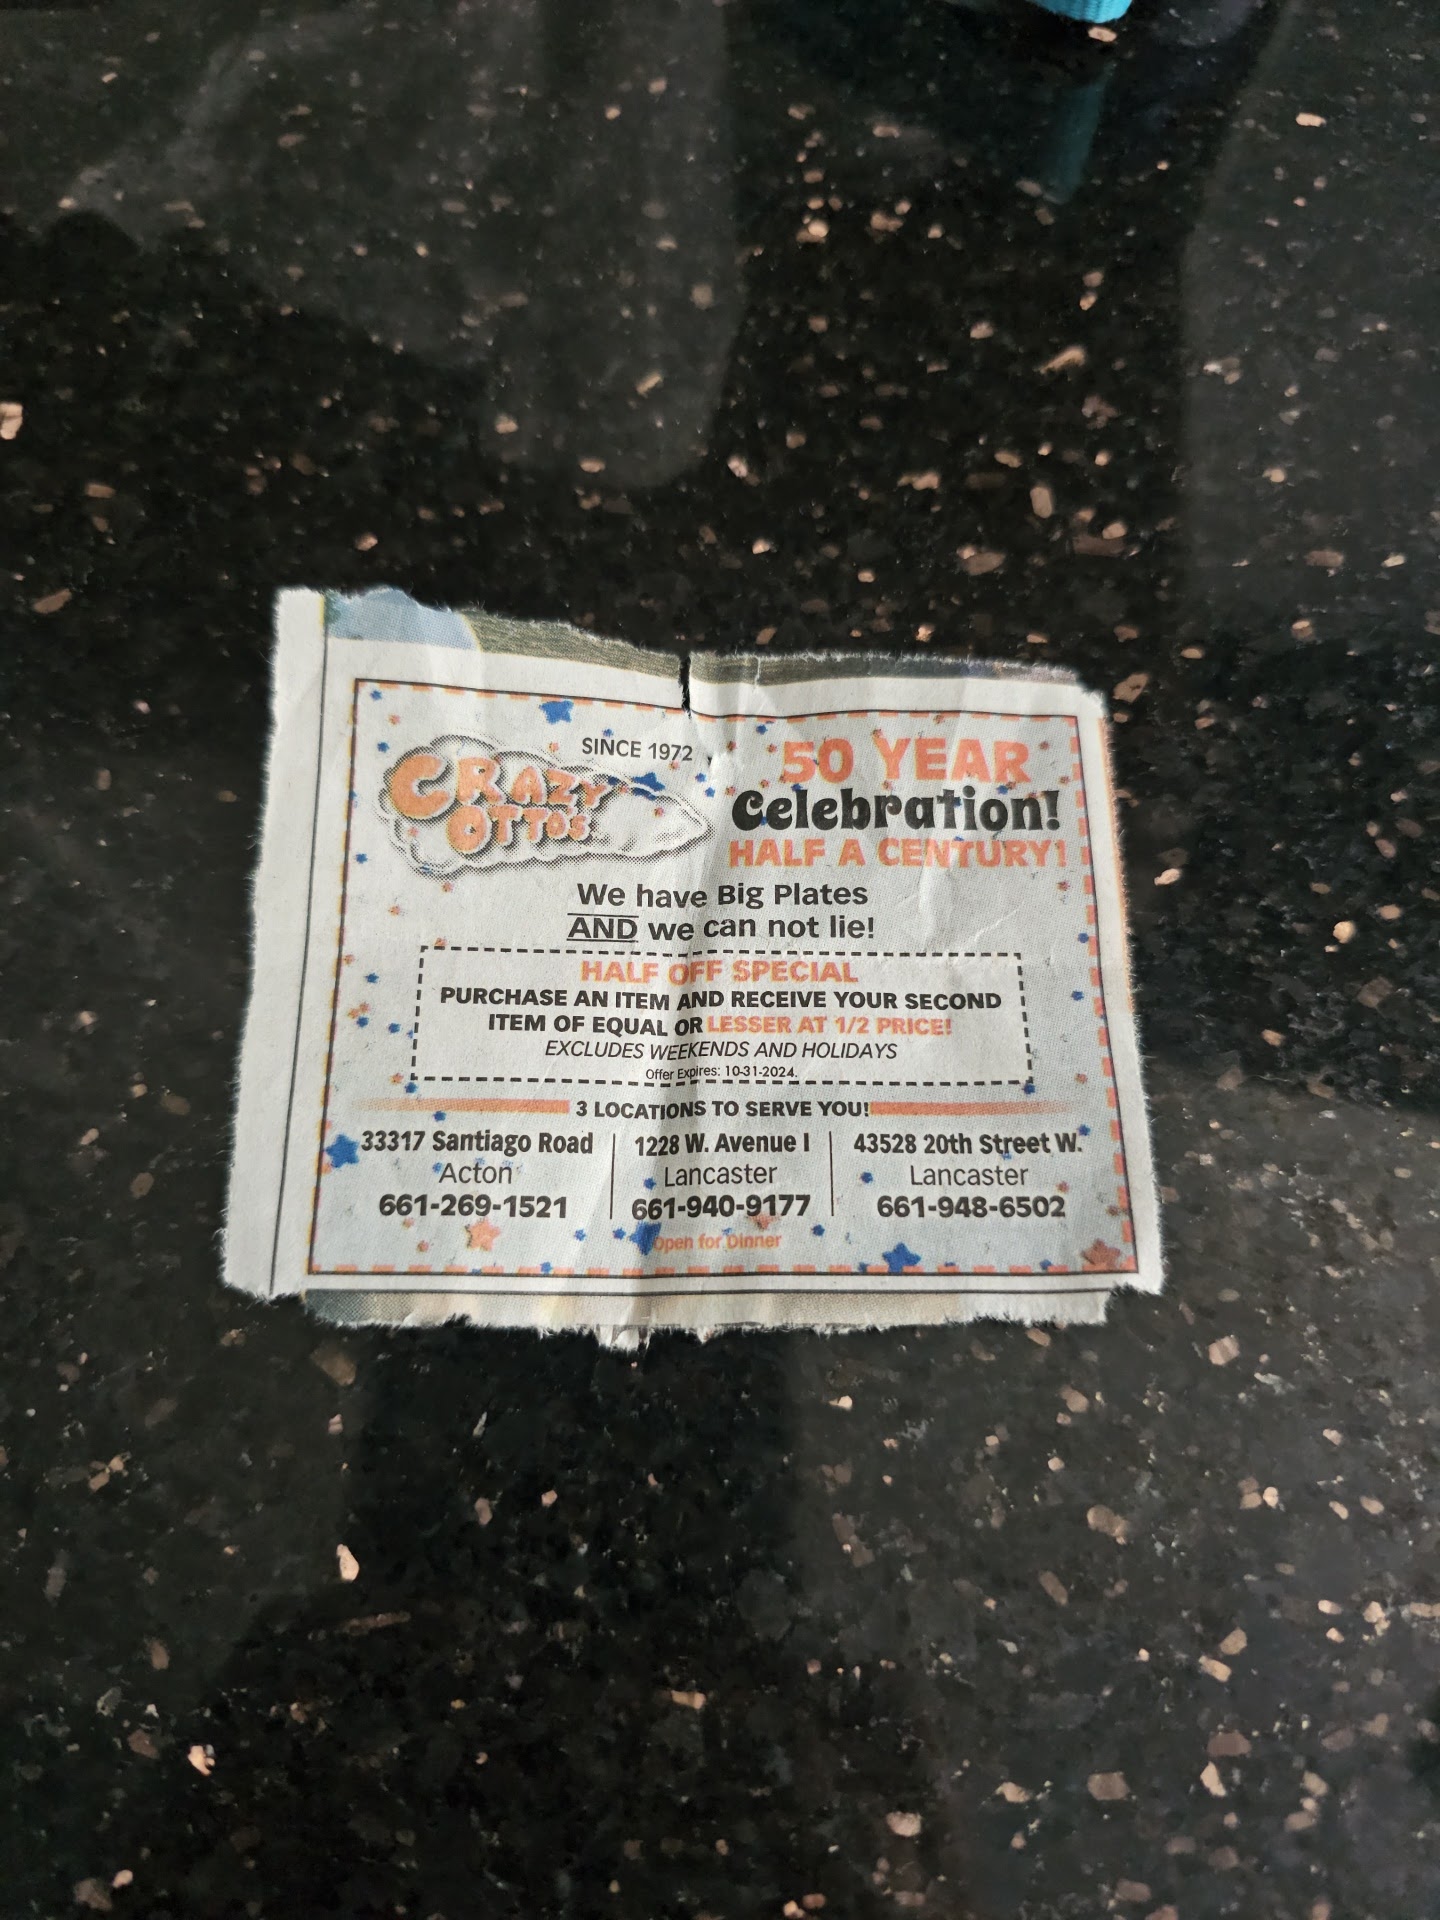 SINCE 1972
CRAZY
OTTOS
50 YEAR
Celebration!
HALF A CENTURY!
We have Big Plates
AND we can not lie!
HALF OFF SPECIAL
PURCHASE AN ITEM AND RECEIVE YOUR SECOND
ITEM OF EQUAL OR LESSER AT 1/2 PRICE!
EXCLUDES WEEKENDS AND HOLIDAYS
Offer Expires: 10-31-2024.
3 LOCATIONS TO SERVE YOU!
33317 Santiago Road
Acton
661-269-1521
1228 W. Avenue I
Lancaster
661-940-9177
Open for Dinner
43528 20th Street W.
Lancaster
661-948-6502